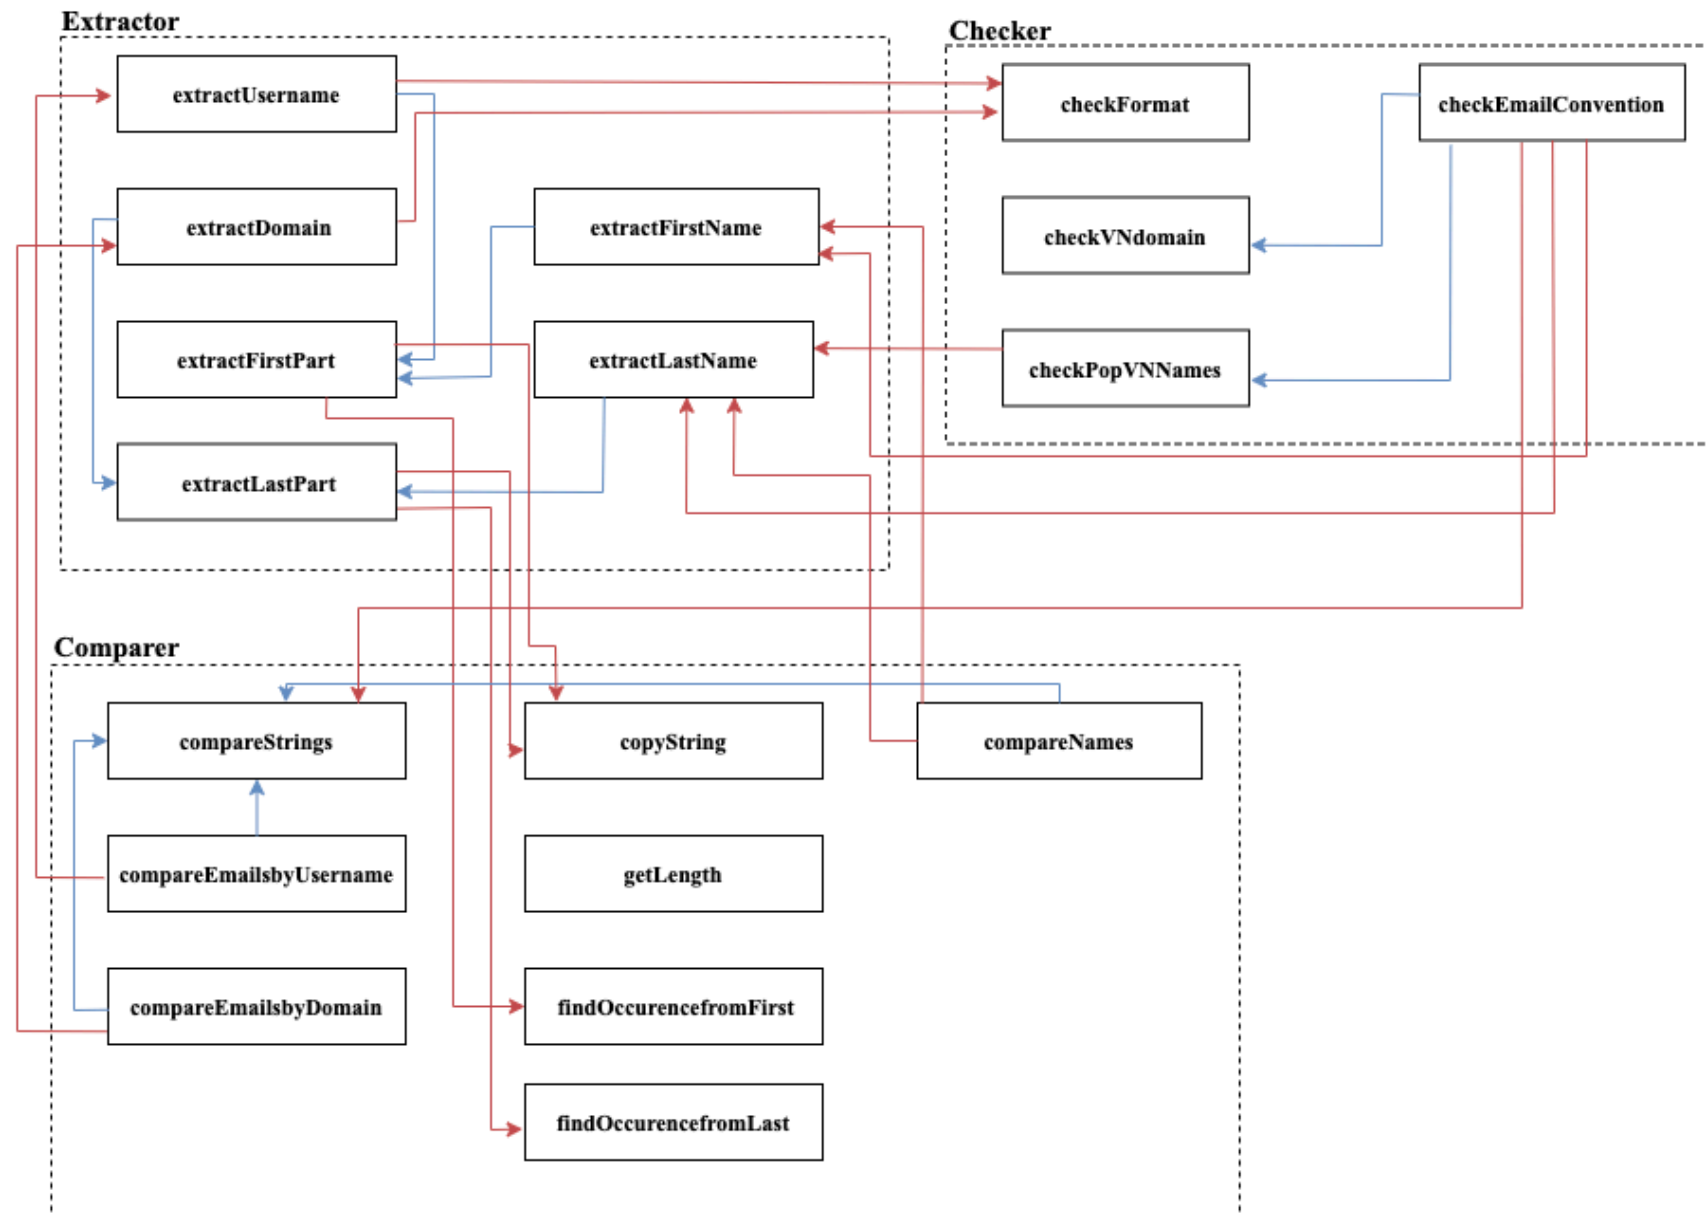 Extractor
Checker
extractUsername
checkFormat
checkEmailConvention
extractDomain
extractFirstName
checkVNdomain
extractFirstPart
extractLastName
checkPopVNNames
extractLastPart
Comparer
compareStrings
copyString
compareNames
compareEmailsbyUsername
getLength
compareEmailsbyDomain
findOccurencefromFirst
findOccurencefromLast